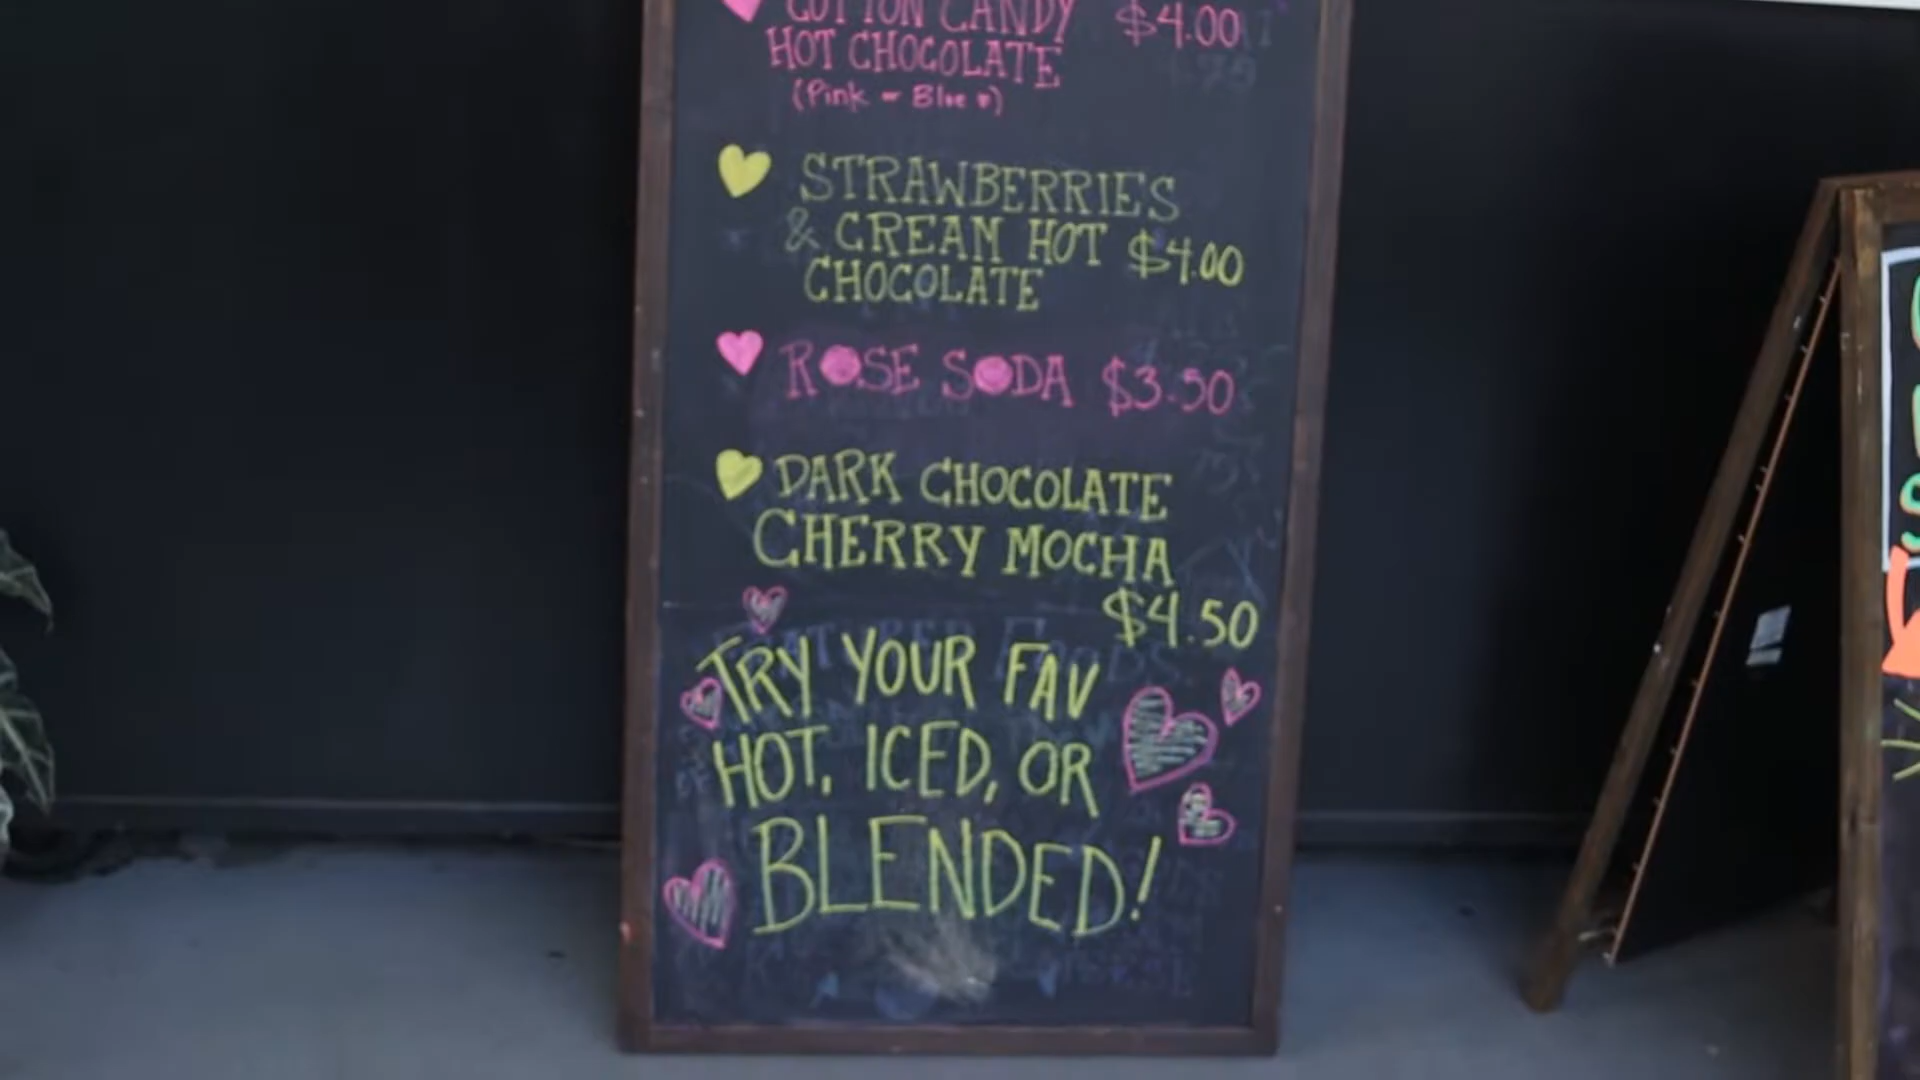 COTTON CANDY $4.00
HOT CHOCOLATE
(Pink or Blue)
STRAWBERRIES
& CREAM HOT $4.00
CHOCOLATE
ROSE SODA $3.50
DARK CHOCOLATE
CHERRY MOCHA
$4.50
TRY YOUR FAV
HOT, ICED, OR
BLENDED!